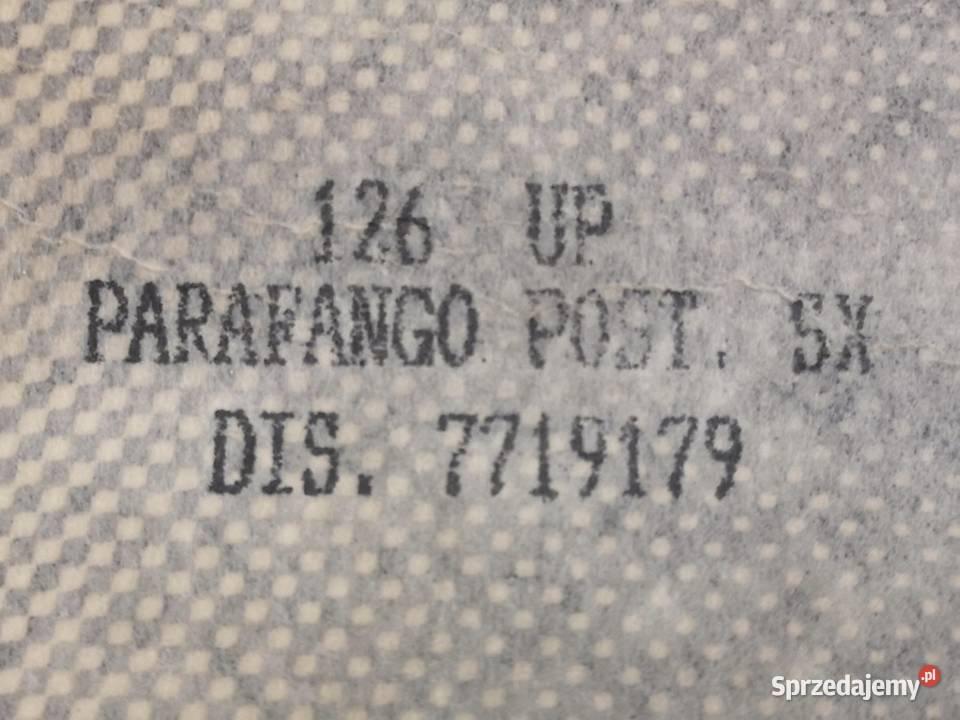 126 UP
PARAFANGO POST. SX
DIS. 7719179
Sprzedajemy.pl